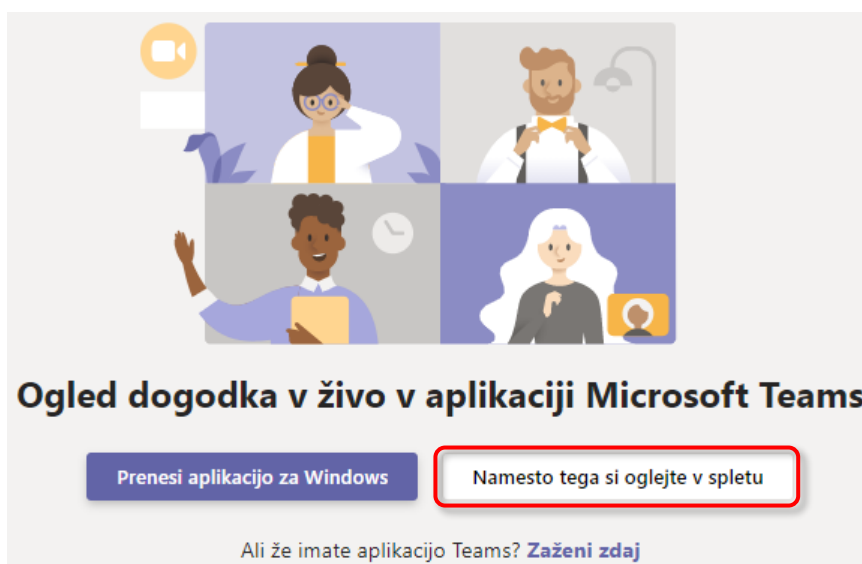 Ogled dogodka v živo v aplikaciji Microsoft Teams
Prenesi aplikacijo za Windows
Namesto tega si oglejte v spletu
Ali že imate aplikacijo Teams? Zaženi zdaj